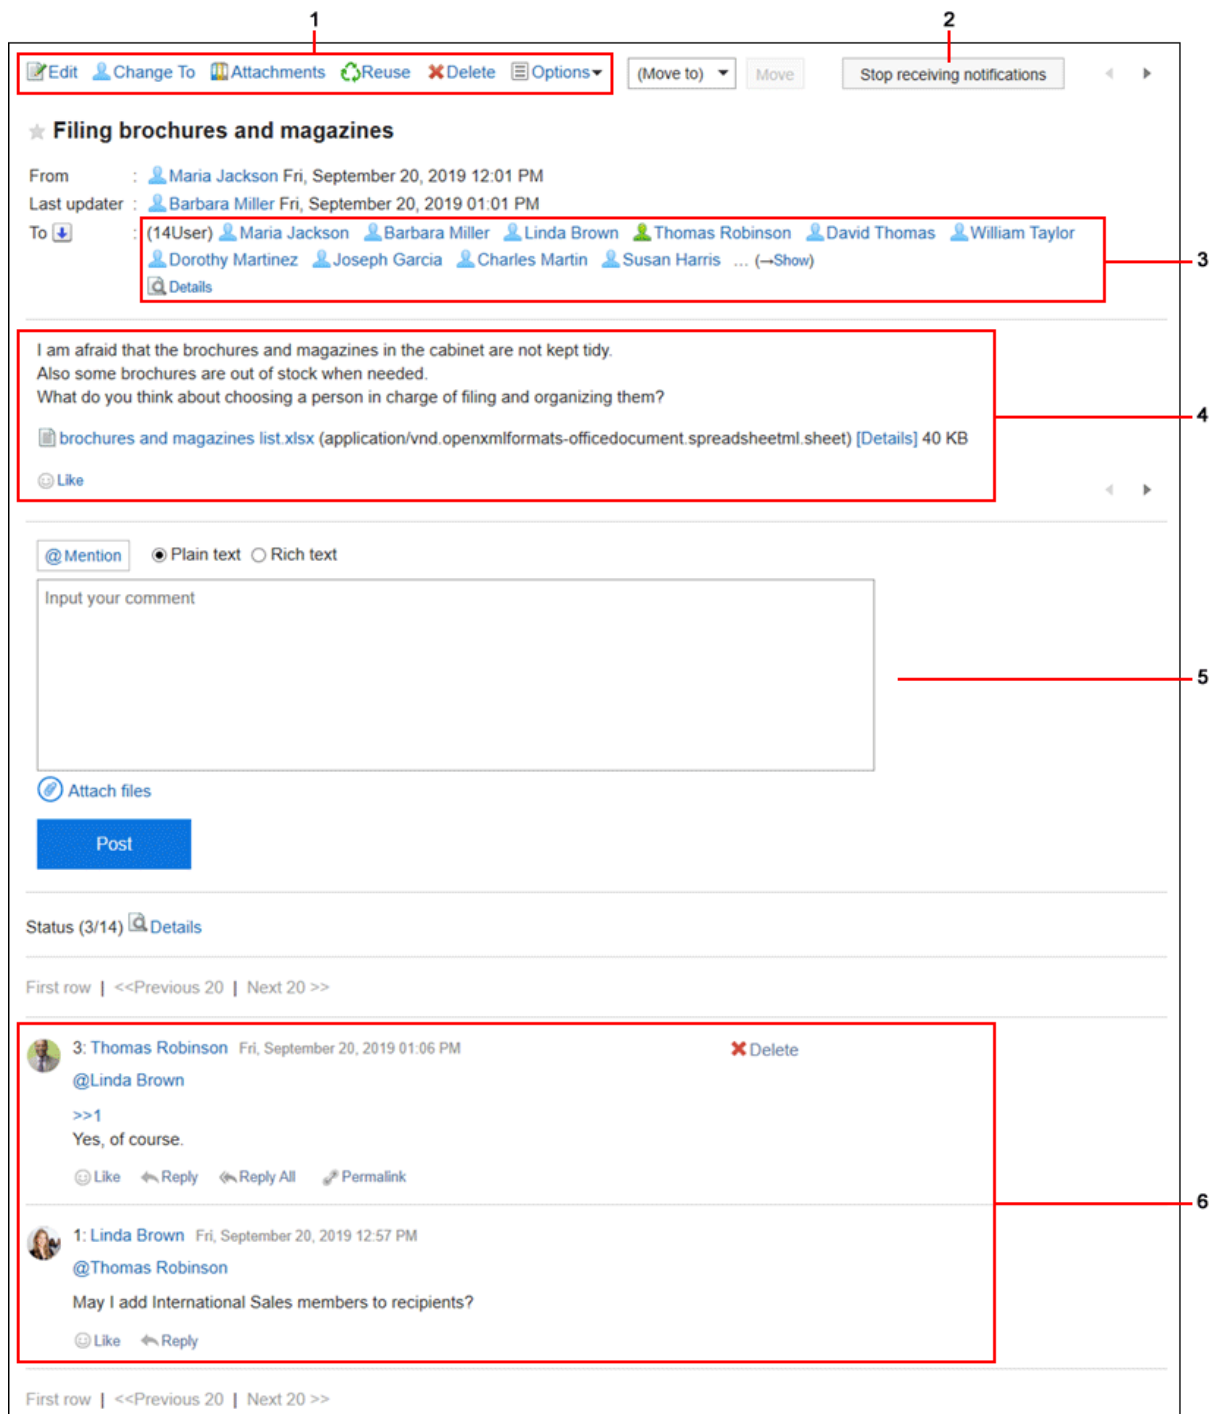 1 2
Edit Change To Attachments Reuse Delete Options (Move to) Move Stop receiving notifications
Filing brochures and magazines
From : Maria Jackson Fri, September 20, 2019 12:01 PM
Last updater : Barbara Miller Fri, September 20, 2019 01:01 PM
To : (14User) Maria Jackson Barbara Miller Linda Brown Thomas Robinson David Thomas William Taylor
Dorothy Martinez Joseph Garcia Charles Martin Susan Harris ... (→Show)
3
Details
I am afraid that the brochures and magazines in the cabinet are not kept tidy.
Also some brochures are out of stock when needed.
What do you think about choosing a person in charge of filing and organizing them?
4
brochures and magazines list.xlsx (application/vnd.openxmlformats-officedocument.spreadsheetml.sheet) [Details] 40 KB
Like
@Mention Plain text Rich text
Input your comment
5
Attach files
Post
Status (3/14) Details
First row | <<Previous 20 | Next 20 >>
3: Thomas Robinson Fri, September 20, 2019 01:06 PM Delete
@Linda Brown
>>1
Yes, of course.
Like Reply Reply All Permalink
6
1: Linda Brown Fri, September 20, 2019 12:57 PM
@Thomas Robinson
May I add International Sales members to recipients?
Like Reply
First row | <<Previous 20 | Next 20 >>